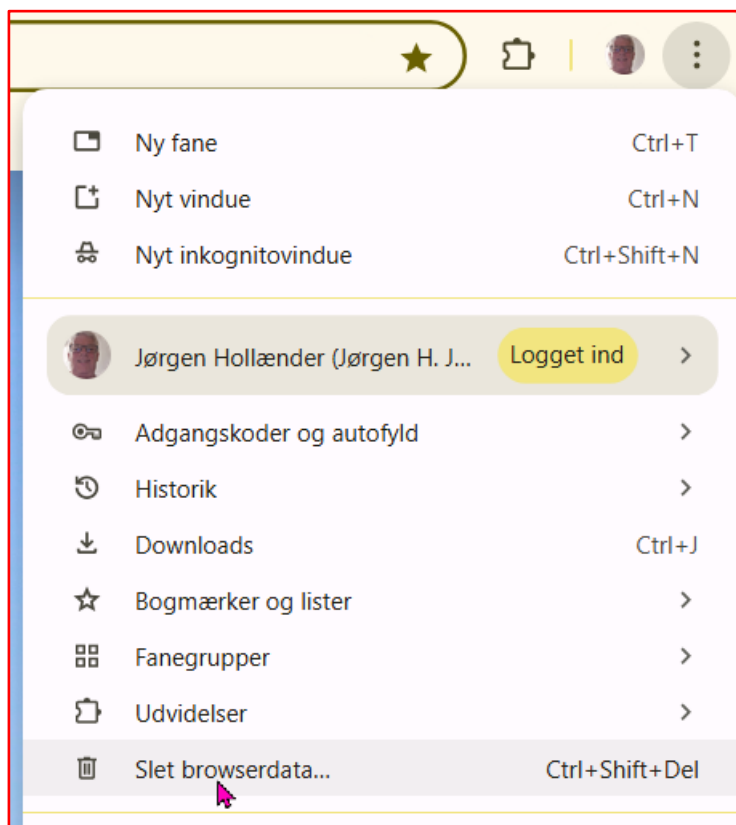 Ny fane Ctrl+T
Nyt vindue Ctrl+N
Nyt inkognitovindue Ctrl+Shift+N
Jørgen Hollænder (Jørgen H. J... Logget ind
Adgangskoder og autofyld
Historik
Downloads Ctrl+J
Bogmærker og lister
Fanegrupper
Udvidelser
Slet browserdata... Ctrl+Shift+Del